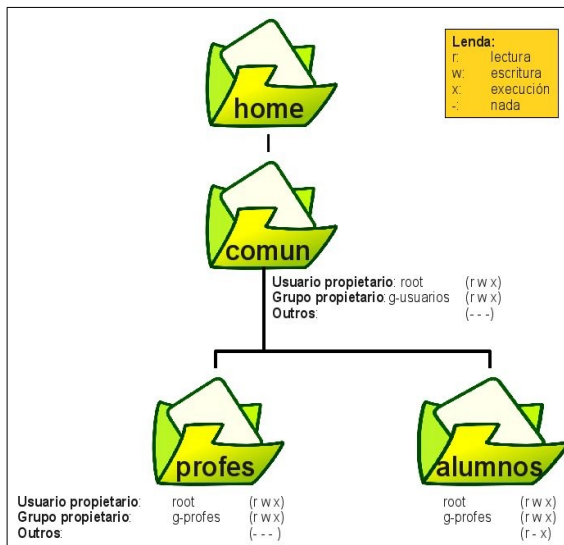 home
Lenda:
r: lectura
w: escritura
x: execución
-: nada
comun
Usuario propietario: root (r w x)
Grupo propietario: g-usuarios (r w x)
Outros: (- - -)
profes
alumnos
Usuario propietario: root (r w x) root (r w x)
Grupo propietario: g-profes (r w x) g-profes (r w x)
Outros: (- - -) (r - x)